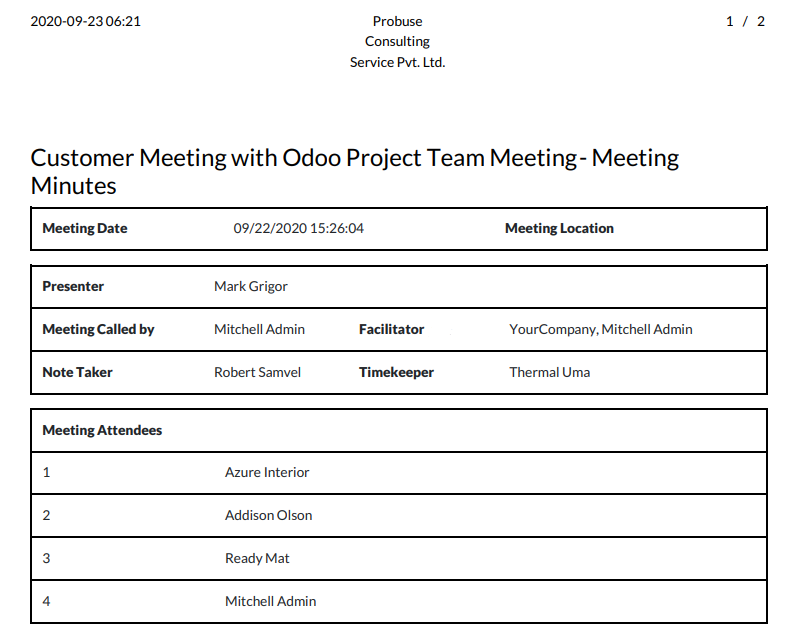 2020-09-23 06:21 Probuse 1 / 2
Consulting
Service Pvt. Ltd.
Customer Meeting with Odoo Project Team Meeting - Meeting
Minutes
Meeting Date 09/22/2020 15:26:04 Meeting Location
Presenter Mark Grigor
Meeting Called by Mitchell Admin Facilitator YourCompany, Mitchell Admin
Note Taker Robert Samvel Timekeeper Thermal Uma
Meeting Attendees
1 Azure Interior
2 Addison Olson
3 Ready Mat
4 Mitchell Admin